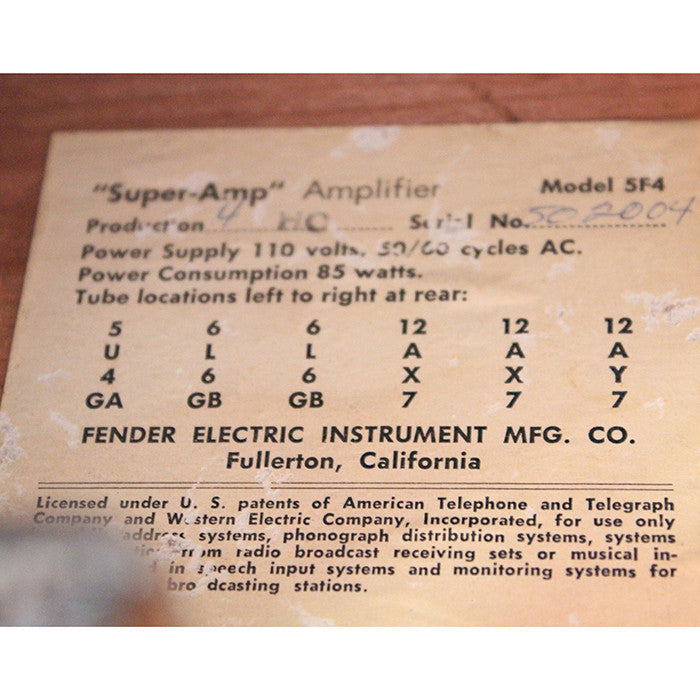 "Super-Amp" Amplifier Model 5F4
Production 4 HC Serial No. S02004
Power Supply 110 volts, 50/60 cycles AC.
Power Consumption 85 watts.
Tube locations left to right at rear:
5 6 6 12 12 12
U L L A A A
4 6 6 X X Y
GA GB GB 7 7 7
FENDER ELECTRIC INSTRUMENT MFG. CO.
Fullerton, California
Licensed under U. S. patents of American Telephone and Telegraph
Company and Western Electric Company, Incorporated, for use only
address systems, phonograph distribution systems, systems
from radio broadcast receiving sets or musical in-
in speech input systems and monitoring systems for
broadcasting stations.